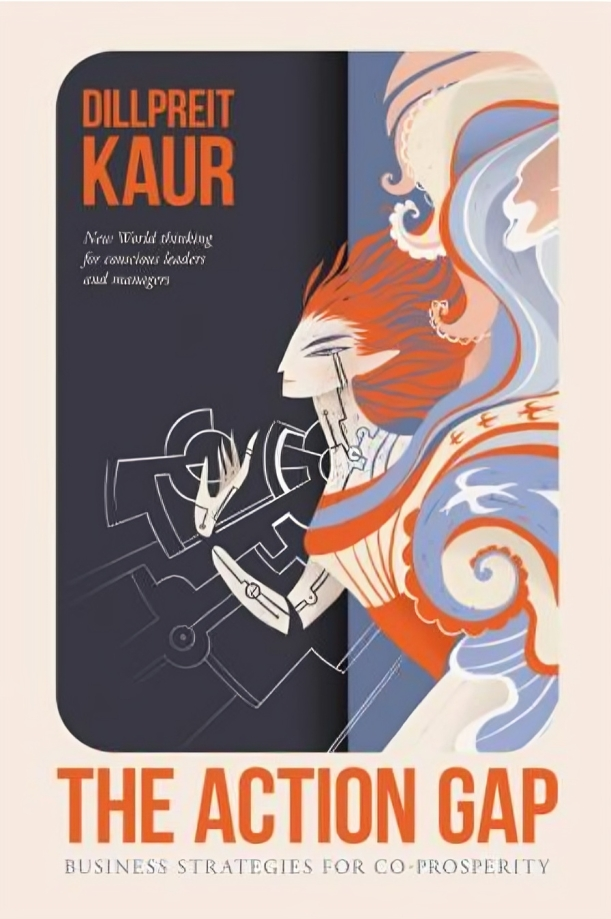 DILLPREIT
KAUR
New World thinking
for conscious leaders
and managers
THE ACTION GAP
BUSINESS STRATEGIES FOR CO-PROSPERITY